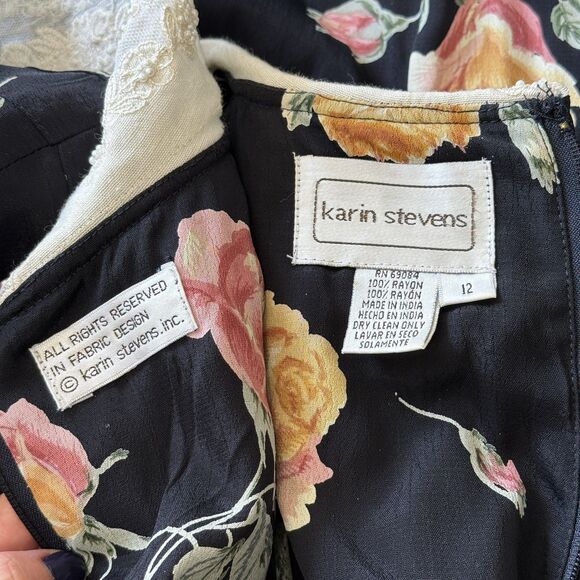 karin stevens
RN 69084
100% RAYON
100% RAYÓN
MADE IN INDIA
HECHO EN INDIA
DRY CLEAN ONLY
LAVAR EN SECO
SOLAMENTE
12
ALL RIGHTS RESERVED
IN FABRIC DESIGN
© karin stevens.inc.